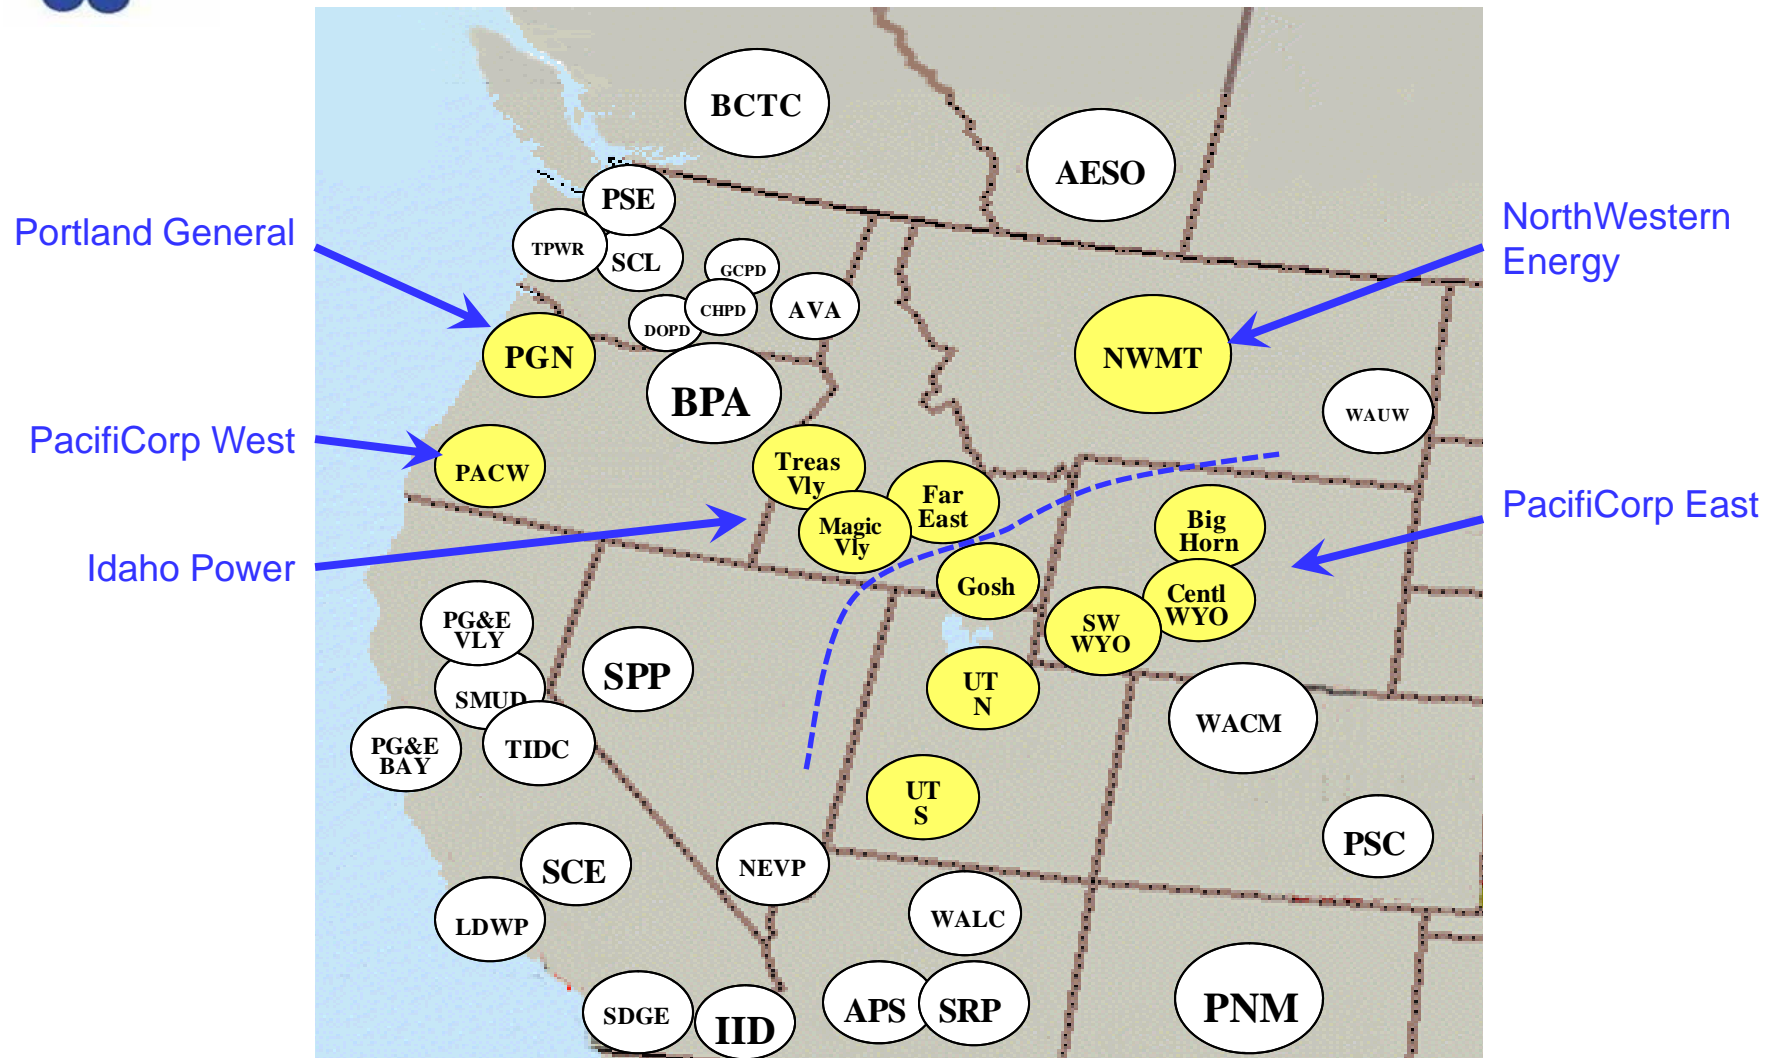 BCTC
AESO
PSE
TPWR
SCL
GCPD
CHPD
DOPD
AVA
Portland General
NorthWestern
Energy
PGN
BPA
NWMT
WAUW
PacifiCorp West
PACW
Treas
Vly
Far
East
Magic
Vly
Big
Horn
PacifiCorp East
Idaho Power
Gosh
Centl
WYO
SW
WYO
PG&E
VLY
SMUD
PG&E
BAY
TIDC
SPP
UT
N
WACM
UT
S
PSC
SCE
NEVP
LDWP
WALC
SDGE
IID
APS
SRP
PNM